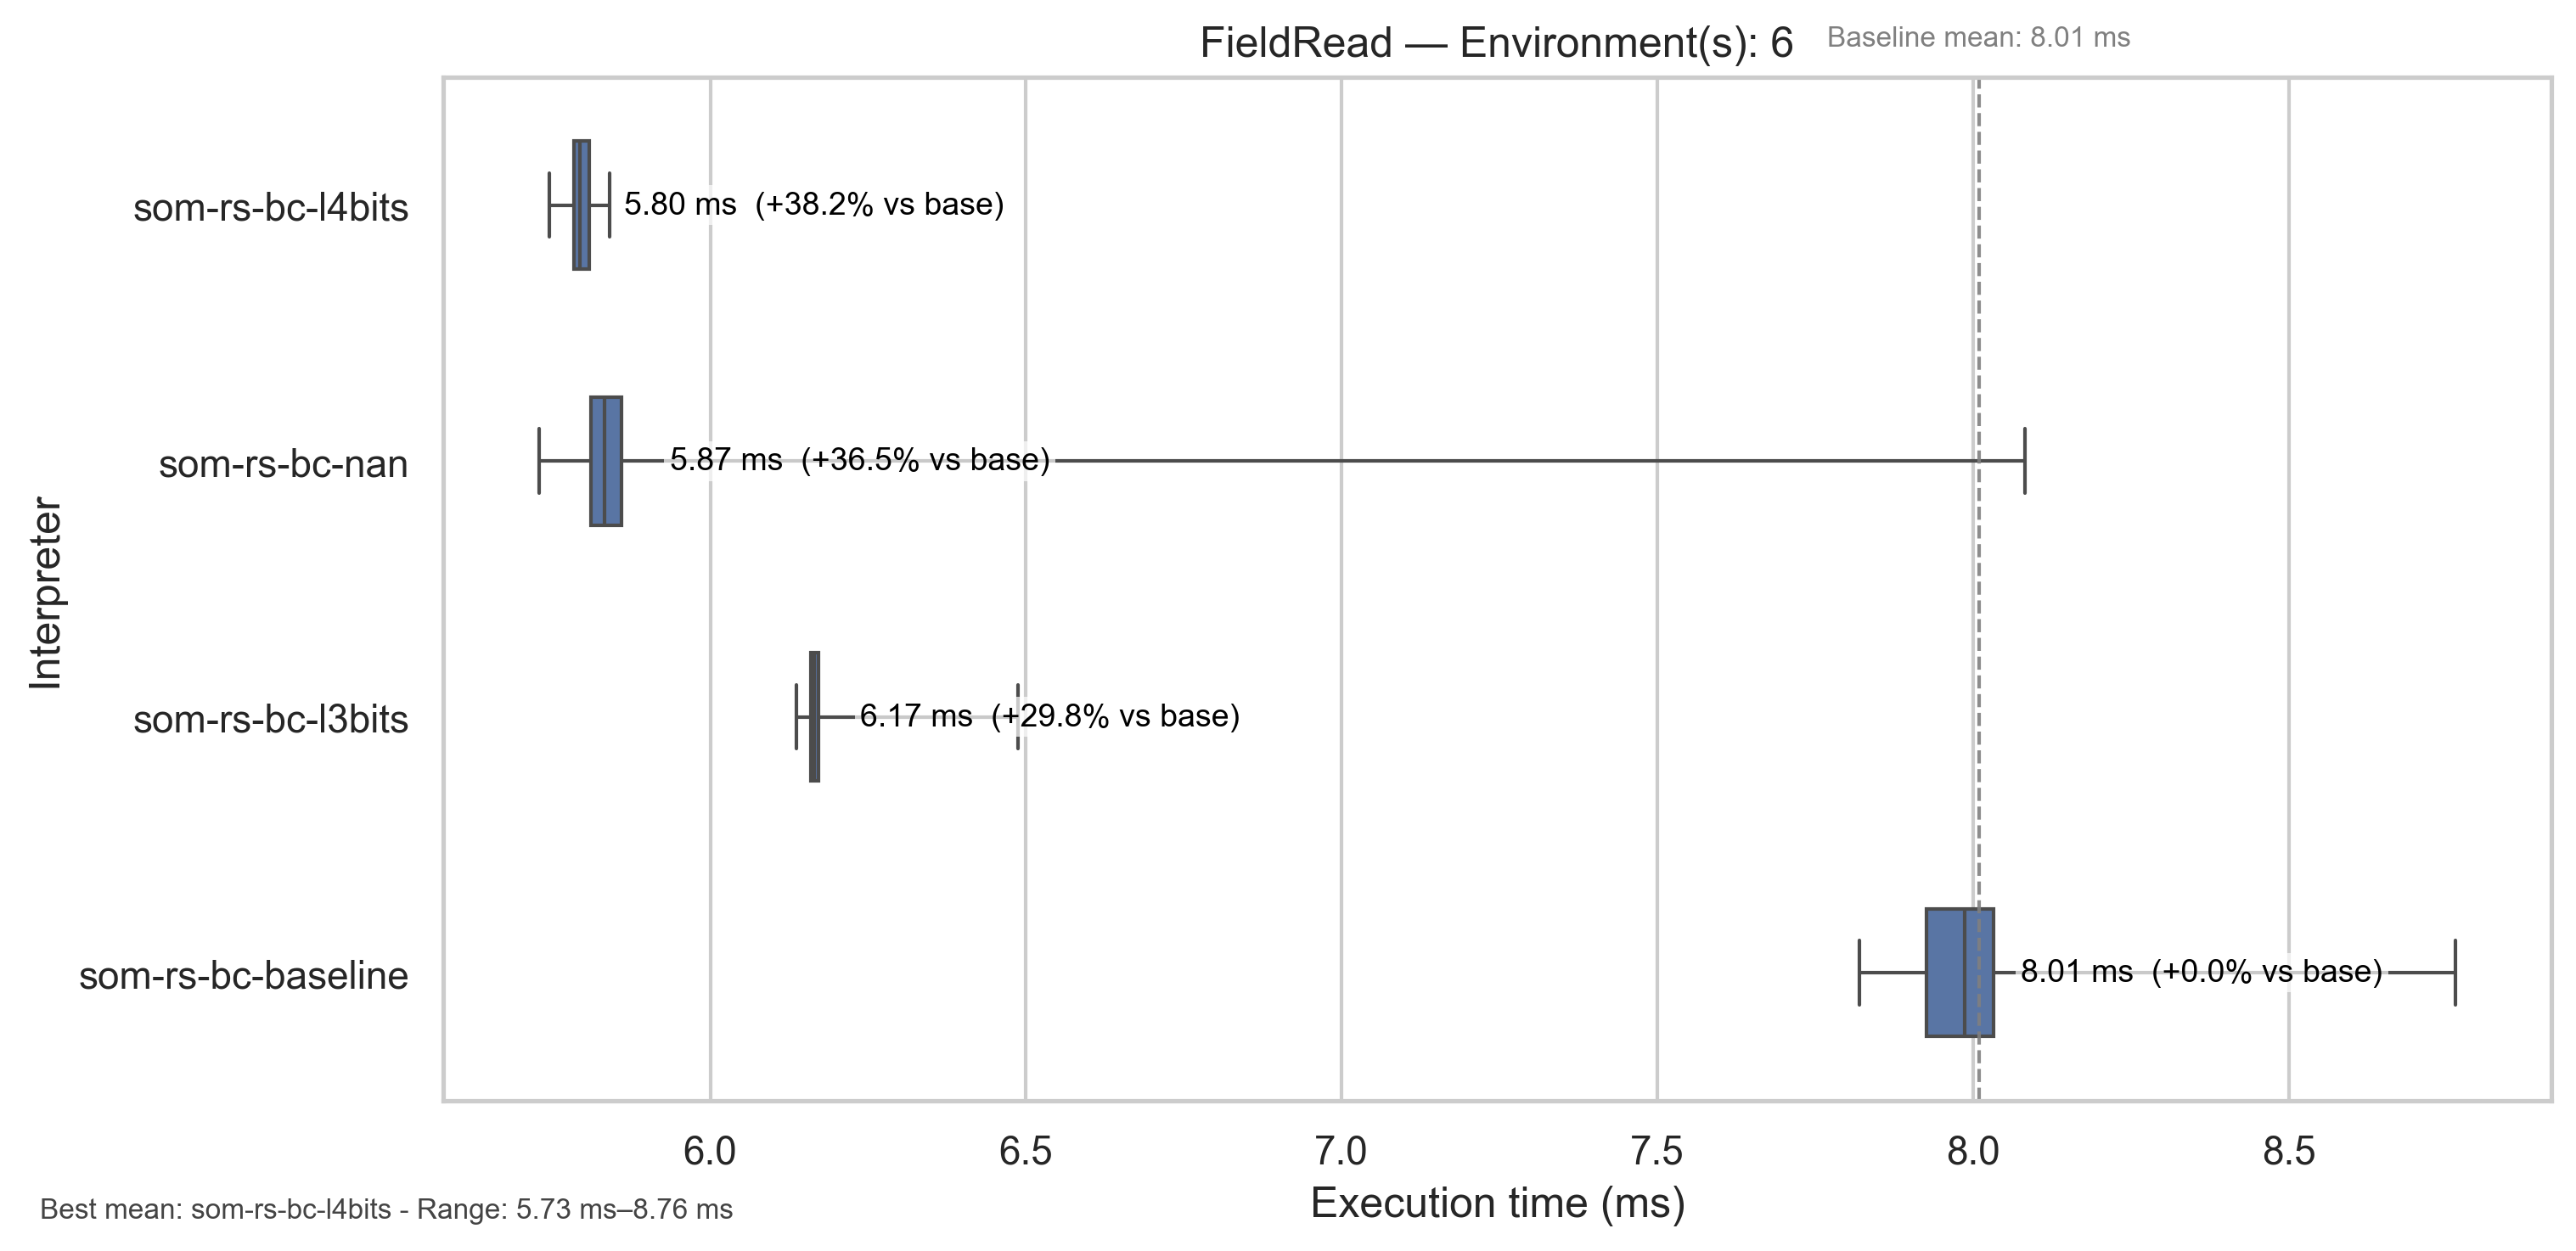 FieldRead — Environment(s): 6
Baseline mean: 8.01 ms
Interpreter
som-rs-bc-l4bits
5.80 ms (+38.2% vs base)
som-rs-bc-nan
5.87 ms (+36.5% vs base)
som-rs-bc-l3bits
6.17 ms (+29.8% vs base)
som-rs-bc-baseline
8.01 ms (+0.0% vs base)
6.0 6.5 7.0 7.5 8.0 8.5
Execution time (ms)
Best mean: som-rs-bc-l4bits - Range: 5.73 ms–8.76 ms